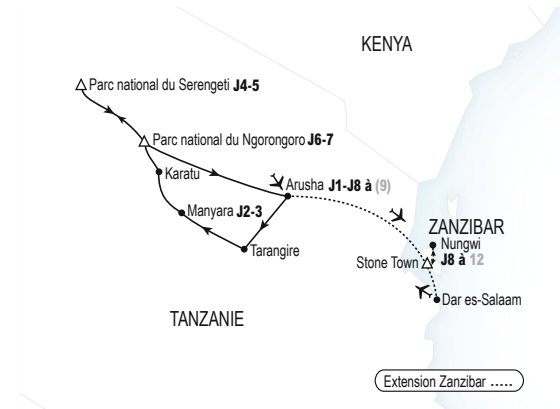 KENYA
Parc national du Serengeti J4-5
Parc national du Ngorongoro J6-7
Karatu
Arusha J1-J8 à (9)
Manyara J2-3
ZANZIBAR
Nungwi
Tarangire
Stone Town
J8 à 12
Dar es-Salaam
TANZANIE
Extension Zanzibar .....